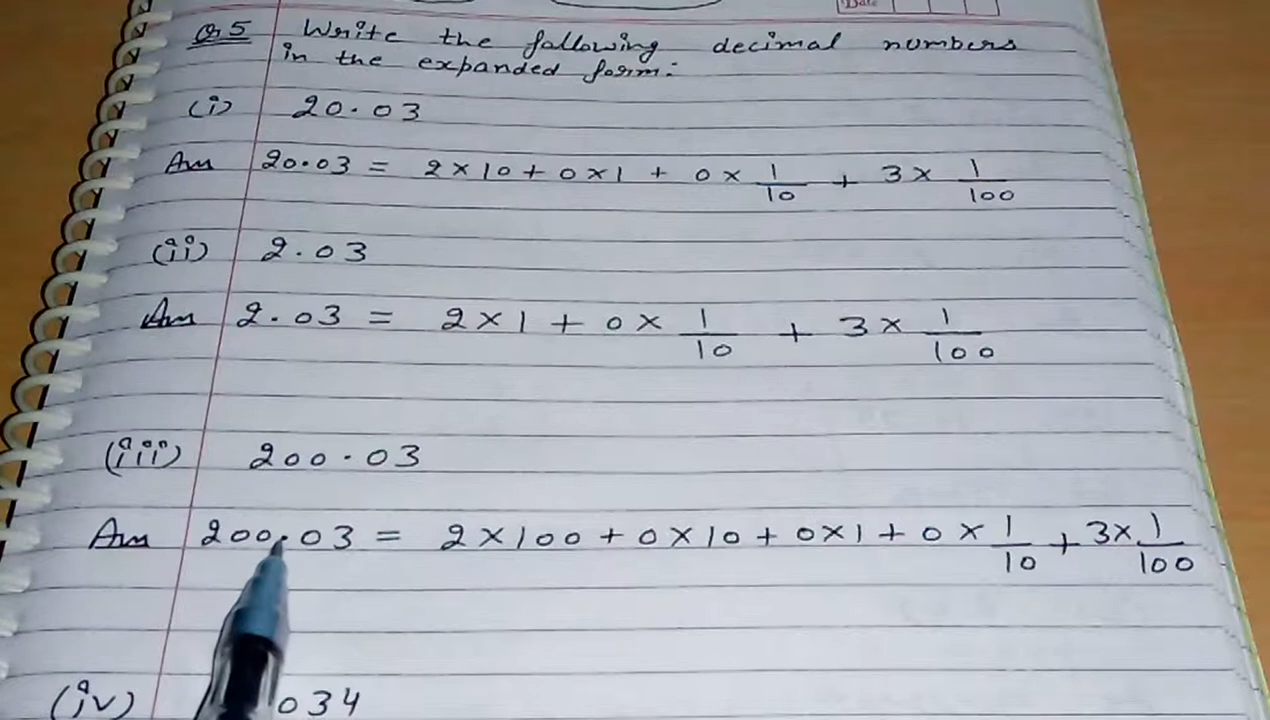 Date
Q5 Write the following decimal numbers
in the expanded form:
(i) 20.03
Ans 20.03 = 2×10 + 0×1 + 0× 1/10 + 3× 1/100
(ii) 2.03
Ans 2.03 = 2×1 + 0× 1/10 + 3× 1/100
(iii) 200.03
Ans 200.03 = 2×100 + 0×10 + 0×1 + 0× 1/10 + 3× 1/100
(iv) 034